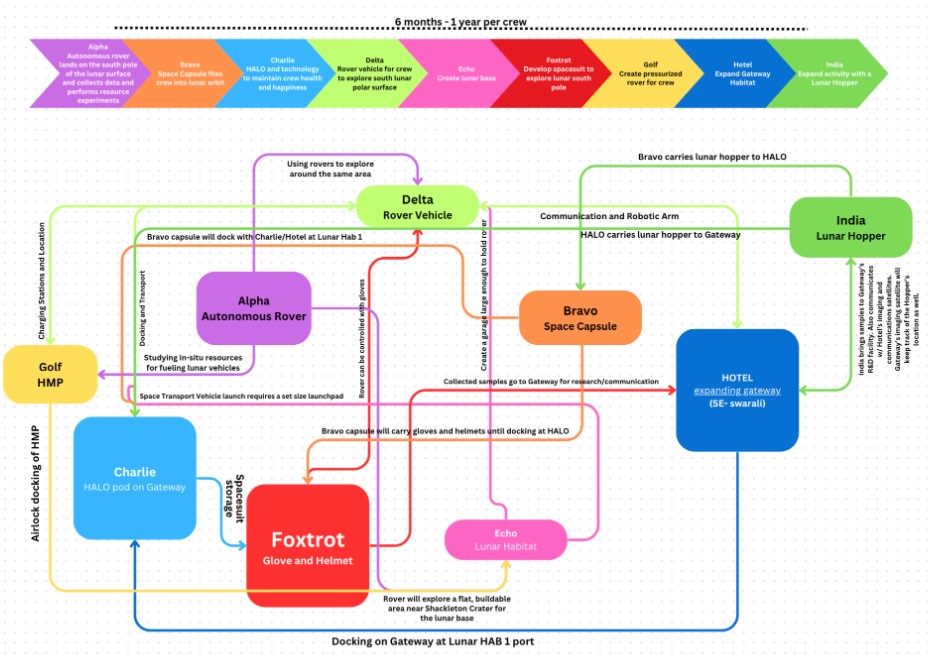 6 months - 1 year per crew
Alpha
Autonomous rover
lands on the south pole
of the lunar surface
and collects data and
performs resource
experiments
Bravo
Space Capsule flies
crew into lunar orbit
Charlie
HALO and technology
to maintain crew health
and happiness
Delta
Rover vehicle for crew
to explore south lunar
polar surface
Echo
Create lunar base
Foxtrot
Develop spacesuit to
explore lunar south
pole
Golf
Create pressurized
rover for crew
Hotel
Expand Gateway
Habitat
India
Expand activity with a
Lunar Hopper
Bravo carries lunar hopper to HALO
Using rovers to explore
around the same area
Delta
Rover Vehicle
Communication and Robotic Arm
India
Lunar Hopper
Bravo capsule will dock with Charlie/Hotel at Lunar Hab 1
HALO carries lunar hopper to Gateway
Charging Stations and Location
Docking and Transport
Rover can be controlled with gloves
Create a garage large enough to hold rover
India brings samples to Gateway's
R&D facility. Also communicates
w/ Hotel's imaging and
communications satellites.
Gateway's imaging satellite will
keep track of the Hopper's
location as well.
Alpha
Autonomous Rover
Bravo
Space Capsule
Golf
HMP
Studying in-situ resources
for fueling lunar vehicles
HOTEL
expanding gateway
(SE- swarali)
Collected samples go to Gateway for research/communication
Space Transport Vehicle launch requires a set size launchpad
Bravo capsule will carry gloves and helmets until docking at HALO
Airlock docking of HMP
Charlie
HALO pod on Gateway
Spacesuit
storage
Foxtrot
Glove and Helmet
Echo
Lunar Habitat
Rover will explore a flat, buildable
area near Shackleton Crater for
the lunar base
Docking on Gateway at Lunar HAB 1 port